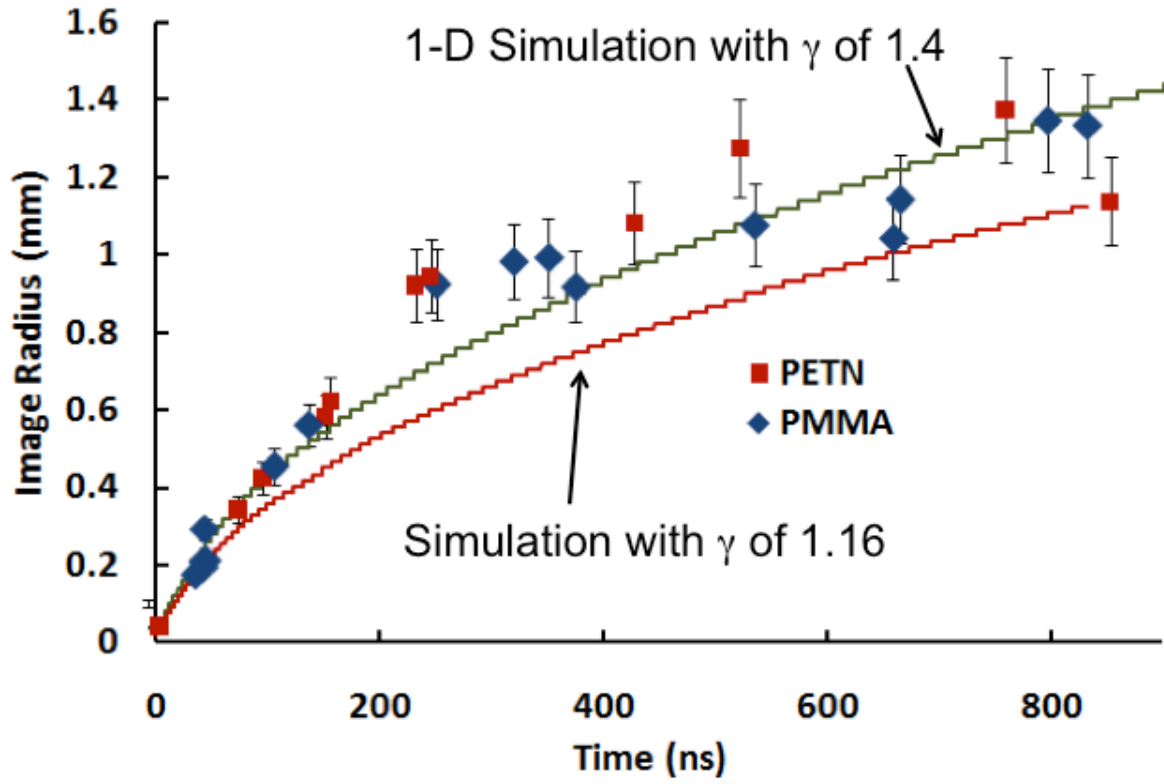 1.6
1-D Simulation with γ of 1.4
1.4
1.2
1
0.8
0.6
0.4
0.2
0
Image Radius (mm)
PETN
PMMA
Simulation with γ of 1.16
0 200 400 600 800
Time (ns)